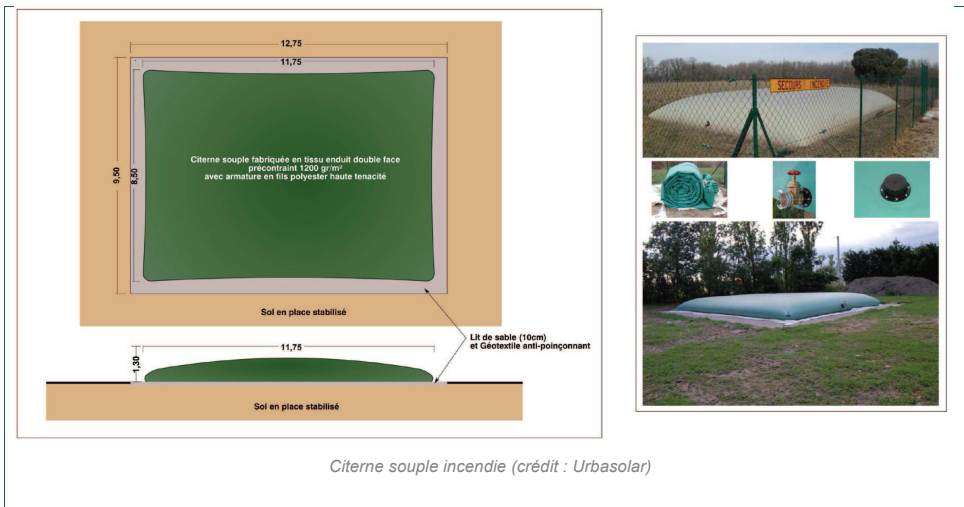 12,75
11,75
9,50
8,50
Citerne souple fabriquée en tissu enduit double face
précontraint 1200 gr/m²
avec armature en fils polyester haute tenacité
Sol en place stabilisé
Lit de sable (10cm)
et Géotextile anti-poinçonnant
11,75
1,30
Sol en place stabilisé
SECOURS INCENDIE
Citerne souple incendie (crédit : Urbasolar)